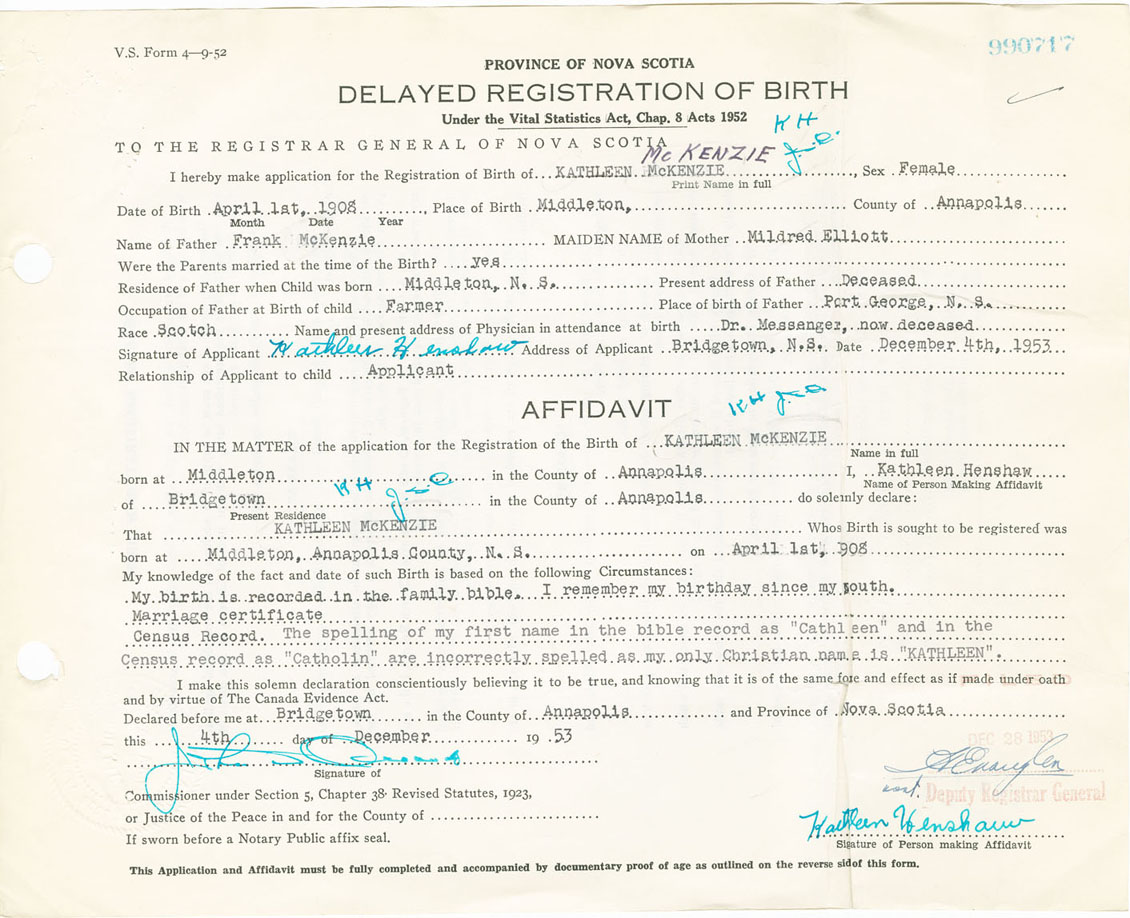 V.S. Form 4—9-52
990717
PROVINCE OF NOVA SCOTIA
DELAYED REGISTRATION OF BIRTH
Under the Vital Statistics Act, Chap. 8 Acts 1952
K H
TO THE REGISTRAR GENERAL OF NOVA SCOTIA
McKENZIE
I hereby make application for the Registration of Birth of...KATHLEEN McKENZIE..., Sex Female
Print Name in full
Date of Birth April 1st, 1908, Place of Birth Middleton, County of Annapolis
Month Date Year
Name of Father Frank McKenzie MAIDEN NAME of Mother Mildred Elliott
Were the Parents married at the time of the Birth? yes
Residence of Father when Child was born Middleton, N. S. Present address of Father Deceased
Occupation of Father at Birth of child Farmer Place of birth of Father Port George, N. S.
Race Scotch Name and present address of Physician in attendance at birth Dr. Messenger, now deceased
Signature of Applicant Kathleen Henshaw Address of Applicant Bridgetown, N.S. Date December 4th, 1953
Relationship of Applicant to child Applicant
AFFIDAVIT
KH
IN THE MATTER of the application for the Registration of the Birth of KATHLEEN McKENZIE
Name in full
born at Middleton in the County of Annapolis I, Kathleen Henshaw
Name of Person Making Affidavit
KH
of Bridgetown in the County of Annapolis do solemnly declare:
Present Residence
That KATHLEEN McKENZIE Whos Birth is sought to be registered was
born at Middleton, Annapolis County, N. S. on April 1st, 908
My knowledge of the fact and date of such Birth is based on the following Circumstances:
My birth is recorded in the family bible. I remember my birthday since my youth.
Marriage certificate
Census Record. The spelling of my first name in the bible record as "Cathleen" and in the
Census record as "Catholin" are incorrectly spelled as my only Christian name is "KATHLEEN".
I make this solemn declaration conscientiously believing it to be true, and knowing that it is of the same fore and effect as if made under oath
and by virtue of The Canada Evidence Act.
Declared before me at Bridgetown in the County of Annapolis and Province of Nova Scotia
this 4th day of December 19 53
DEC 28 1953
Signature of
asst. Deputy Registrar General
Commissioner under Section 5, Chapter 38 Revised Statutes, 1923,
or Justice of the Peace in and for the County of
Kathleen Henshaw
If sworn before a Notary Public affix seal.
Signature of Person making Affidavit
This Application and Affidavit must be fully completed and accompanied by documentary proof of age as outlined on the reverse sidof this form.